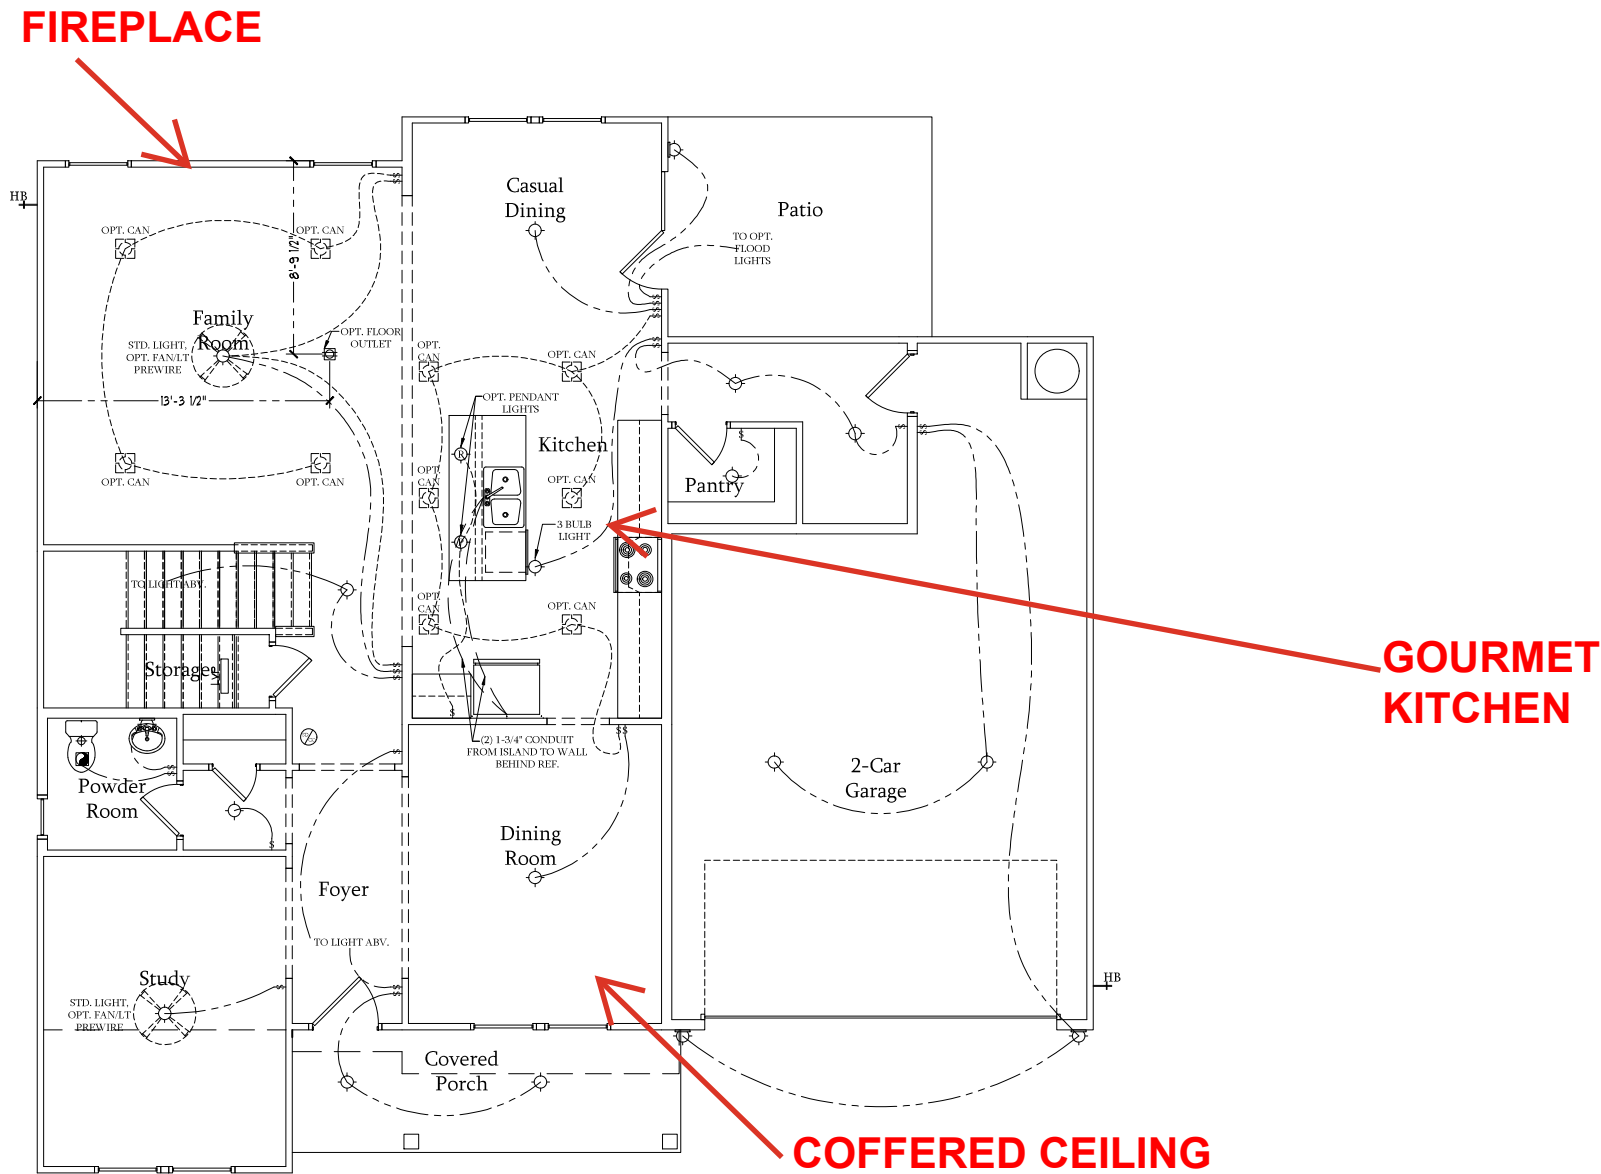 FIREPLACE
HB
Casual
Dining
Patio
OPT. CAN
OPT. CAN
TO OPT.
FLOOD
LIGHTS
8'-9 1/2"
Family
Room
STD. LIGHT,
OPT. FAN/LT
PREWIRE
OPT. FLOOR
OUTLET
OPT.
CAN
OPT. CAN
13'-3 1/2"
OPT. PENDANT
LIGHTS
Kitchen
R
OPT. CAN
OPT. CAN
OPT.
CAN
OPT. CAN
Pantry
3 BULB
LIGHT
TO LIGHT ABV.
OPT.
CAN
OPT. CAN
GOURMET
KITCHEN
Storage
(2) 1-3/4" CONDUIT
FROM ISLAND TO WALL
BEHIND REF.
Powder
Room
2-Car
Garage
Dining
Room
Foyer
TO LIGHT ABV.
Study
STD. LIGHT,
OPT. FAN/LT
PREWIRE
HB
Covered
Porch
COFFERED CEILING